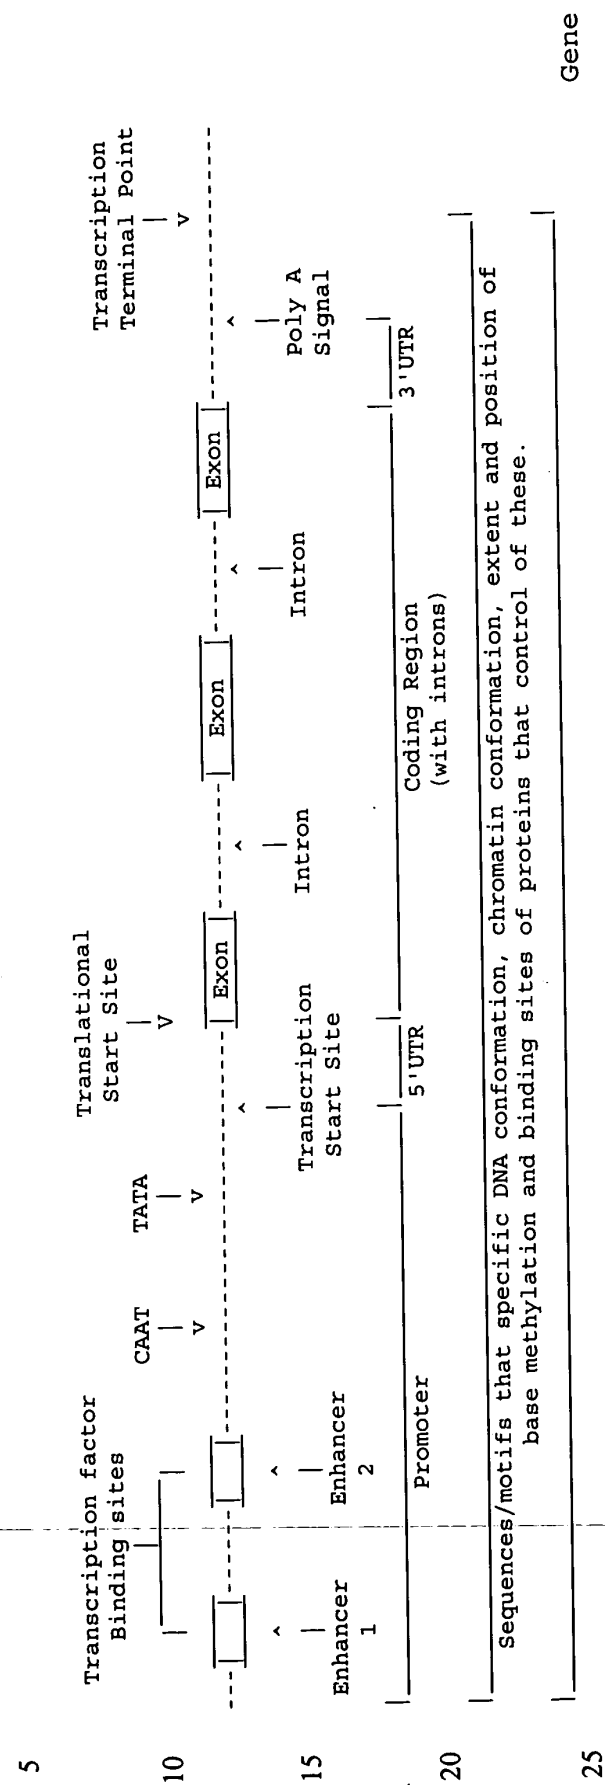 5
Transcription factor
Binding sites
CAAT
TATA
Translational
Start Site
Transcription
Terminal Point
10
Exon
Exon
Exon
15
Enhancer
1
Enhancer
2
Transcription
Start Site
Intron
Intron
Poly A
Signal
Promoter
5'UTR
Coding Region
(with introns)
3'UTR
20
Sequences/motifs that specific DNA conformation, chromatin conformation, extent and position of
base methylation and binding sites of proteins that control of these.
25
Gene